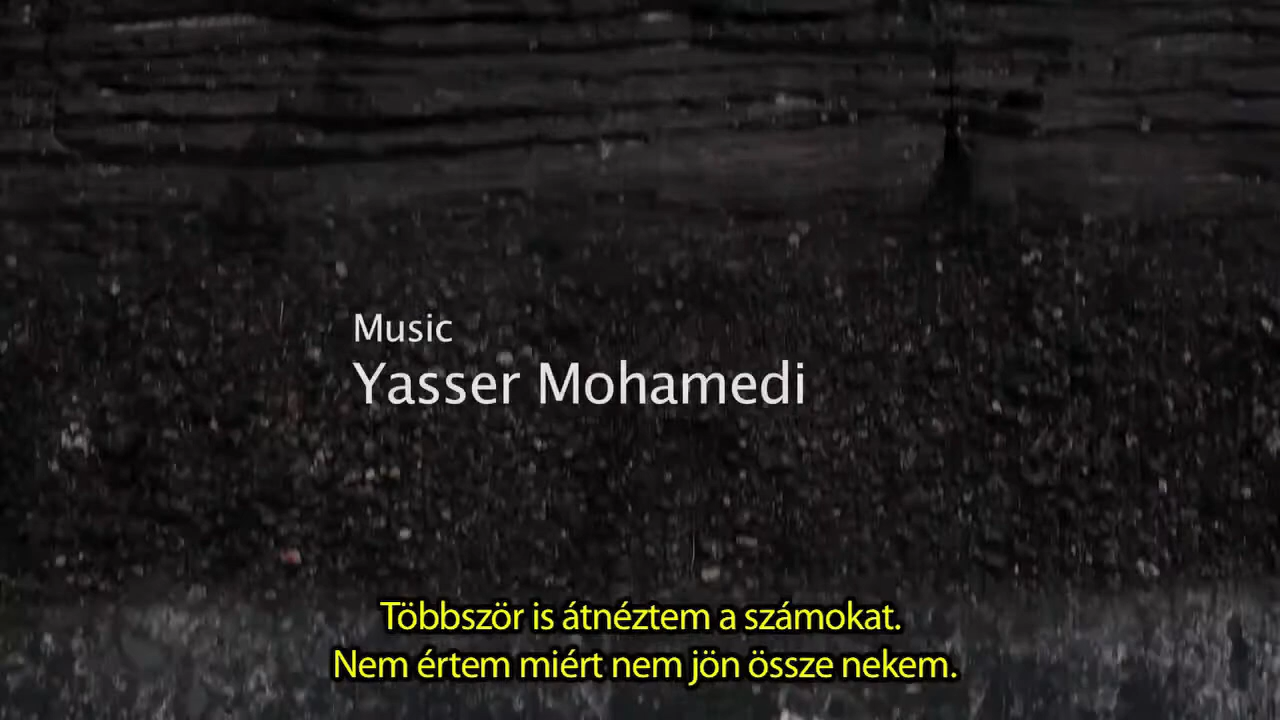 Music
Yasser Mohamedi
Többször is átnéztem a számokat.
Nem értem miért nem jön össze nekem.